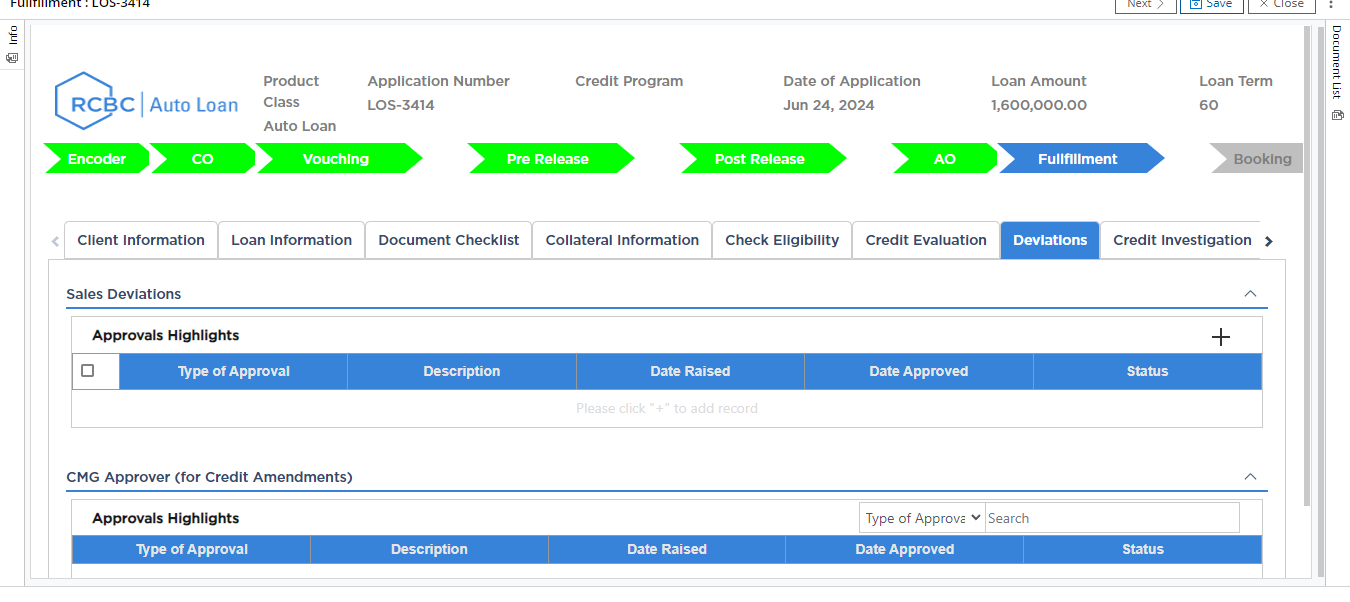 Fullfillment : LOS-3414
Next
Save
Close
Info
Document List
RCBC | Auto Loan
Product Class
Auto Loan
Application Number
LOS-3414
Credit Program
Date of Application
Jun 24, 2024
Loan Amount
1,600,000.00
Loan Term
60
Encoder
CO
Vouching
Pre Release
Post Release
AO
Fullfillment
Booking
Client Information
Loan Information
Document Checklist
Collateral Information
Check Eligibility
Credit Evaluation
Deviations
Credit Investigation
Sales Deviations
Approvals Highlights
Type of Approval
Description
Date Raised
Date Approved
Status
Please click "+" to add record
CMG Approver (for Credit Amendments)
Approvals Highlights
Type of Approva
Search
Type of Approval
Description
Date Raised
Date Approved
Status